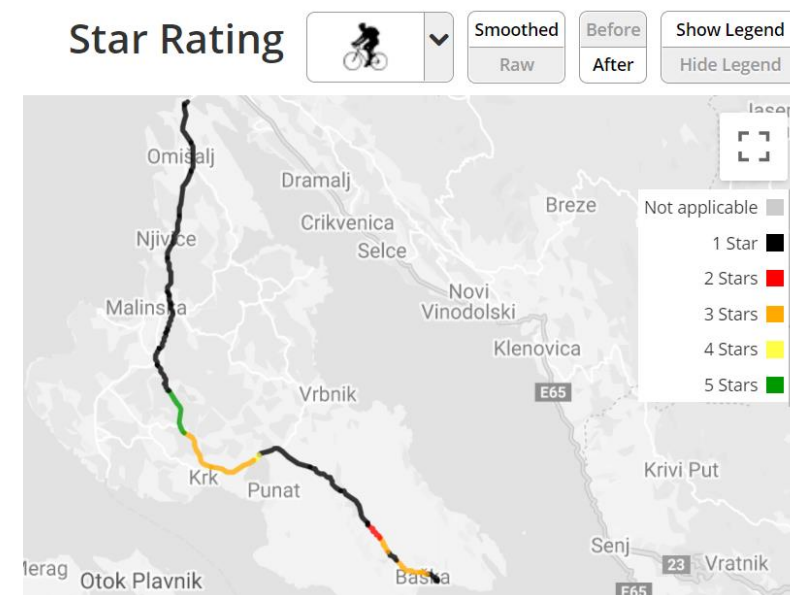 Star Rating
Smoothed
Raw
Before
After
Show Legend
Hide Legend
Omišalj
Dramalj
Breze
Crikvenica
Njivice
Selce
Malinska
Novi
Vinodolski
Klenovica
Vrbnik
E65
Krk
Punat
Krivi Put
Senj
23
Vratnik
Baška
Otok Plavnik
E65
Not applicable
1 Star
2 Stars
3 Stars
4 Stars
5 Stars